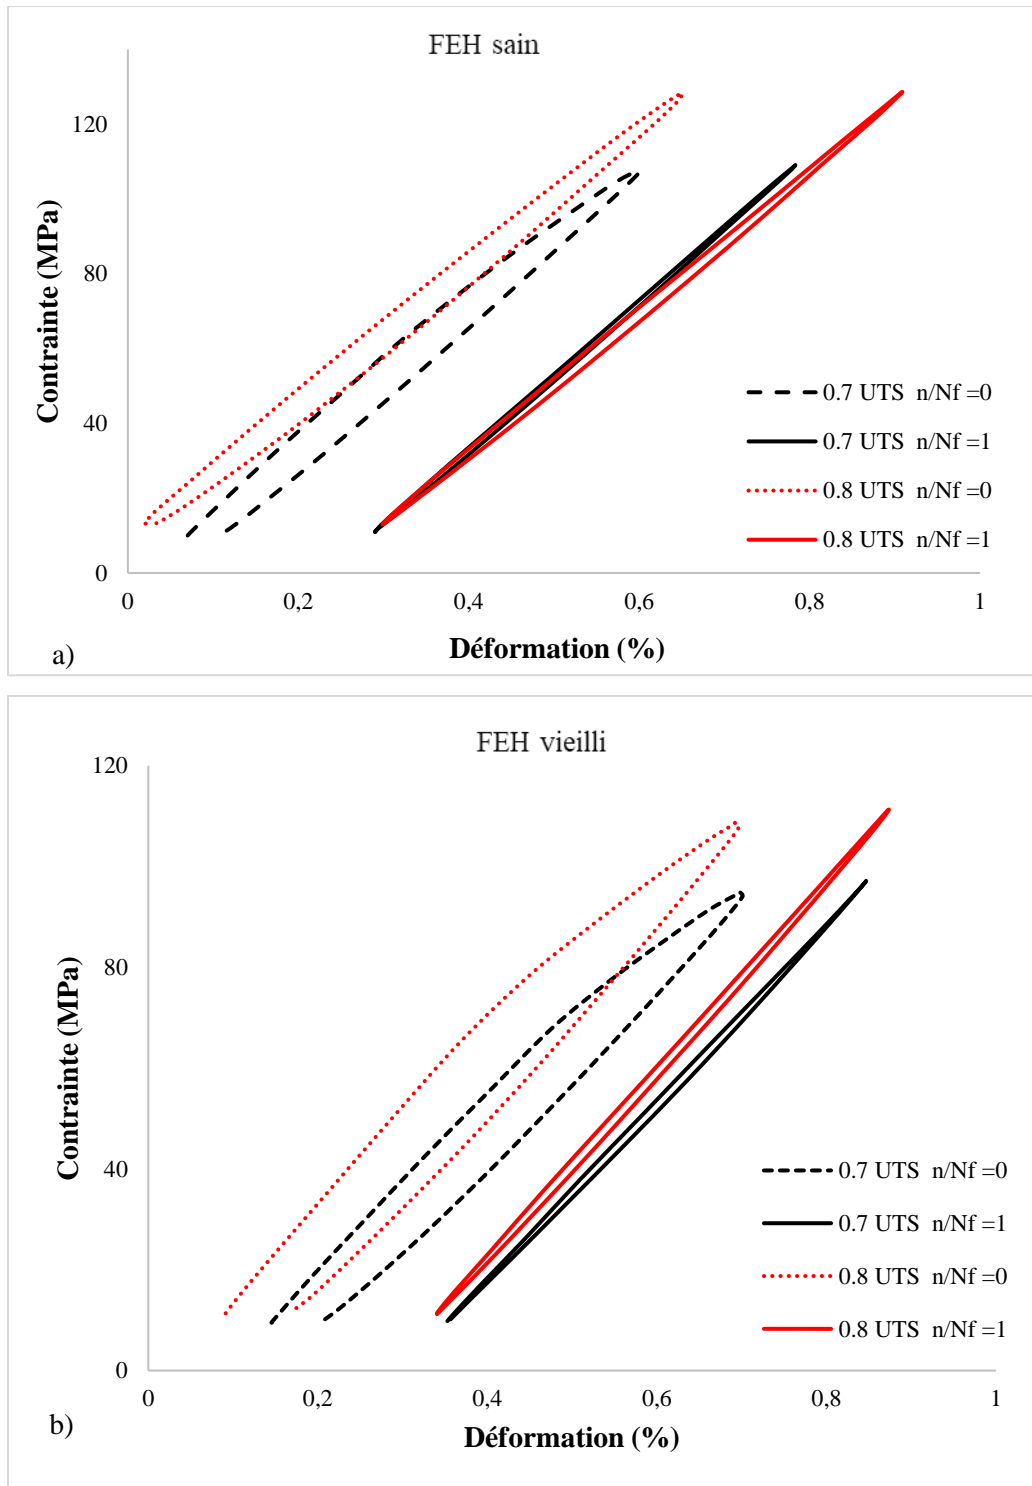 FEH sain
120
80
40
0
Contrainte (MPa)
0.7 UTS n/Nf =0
0.7 UTS n/Nf =1
0.8 UTS n/Nf =0
0.8 UTS n/Nf =1
0
0,2
0,4
0,6
0,8
1
Déformation (%)
a)
FEH vieilli
120
80
40
0
Contrainte (MPa)
0.7 UTS n/Nf =0
0.7 UTS n/Nf =1
0.8 UTS n/Nf =0
0.8 UTS n/Nf =1
0
0,2
0,4
0,6
0,8
1
Déformation (%)
b)